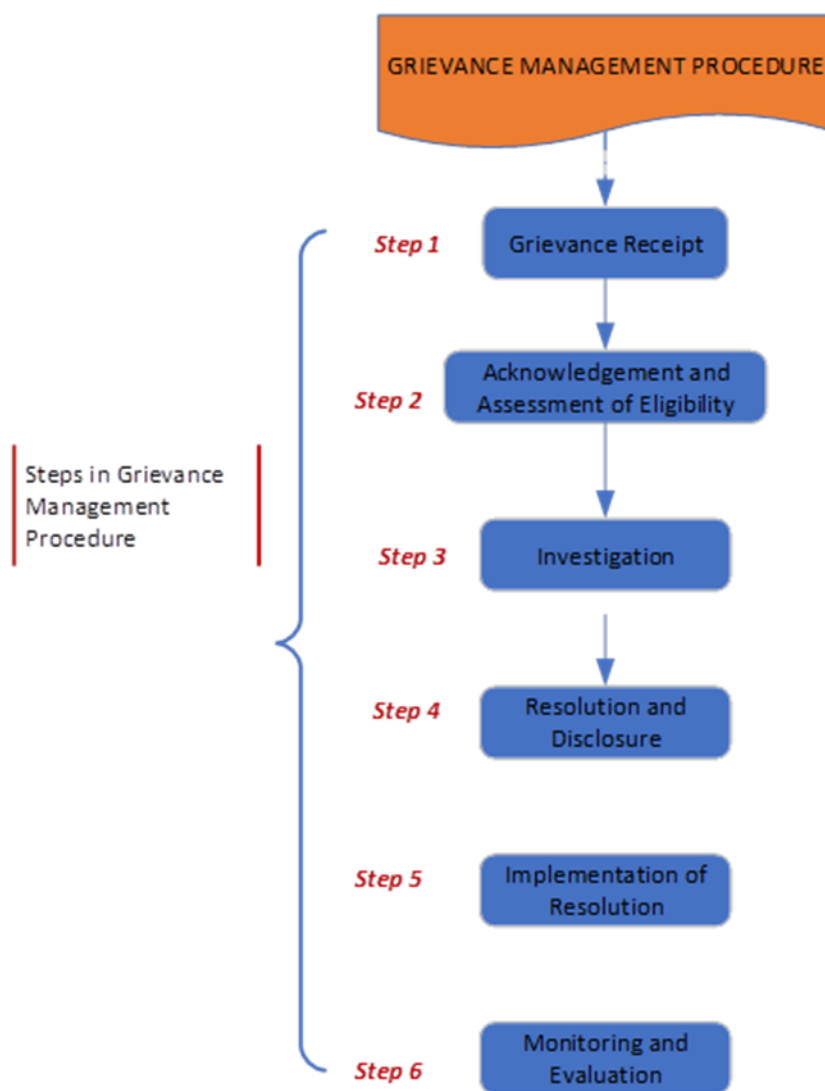 GRIEVANCE MANAGEMENT PROCEDURE
Step 1
Grievance Receipt
Step 2
Acknowledgement and
Assessment of Eligibility
Steps in Grievance
Management
Procedure
Step 3
Investigation
Step 4
Resolution and
Disclosure
Step 5
Implementation of
Resolution
Step 6
Monitoring and
Evaluation